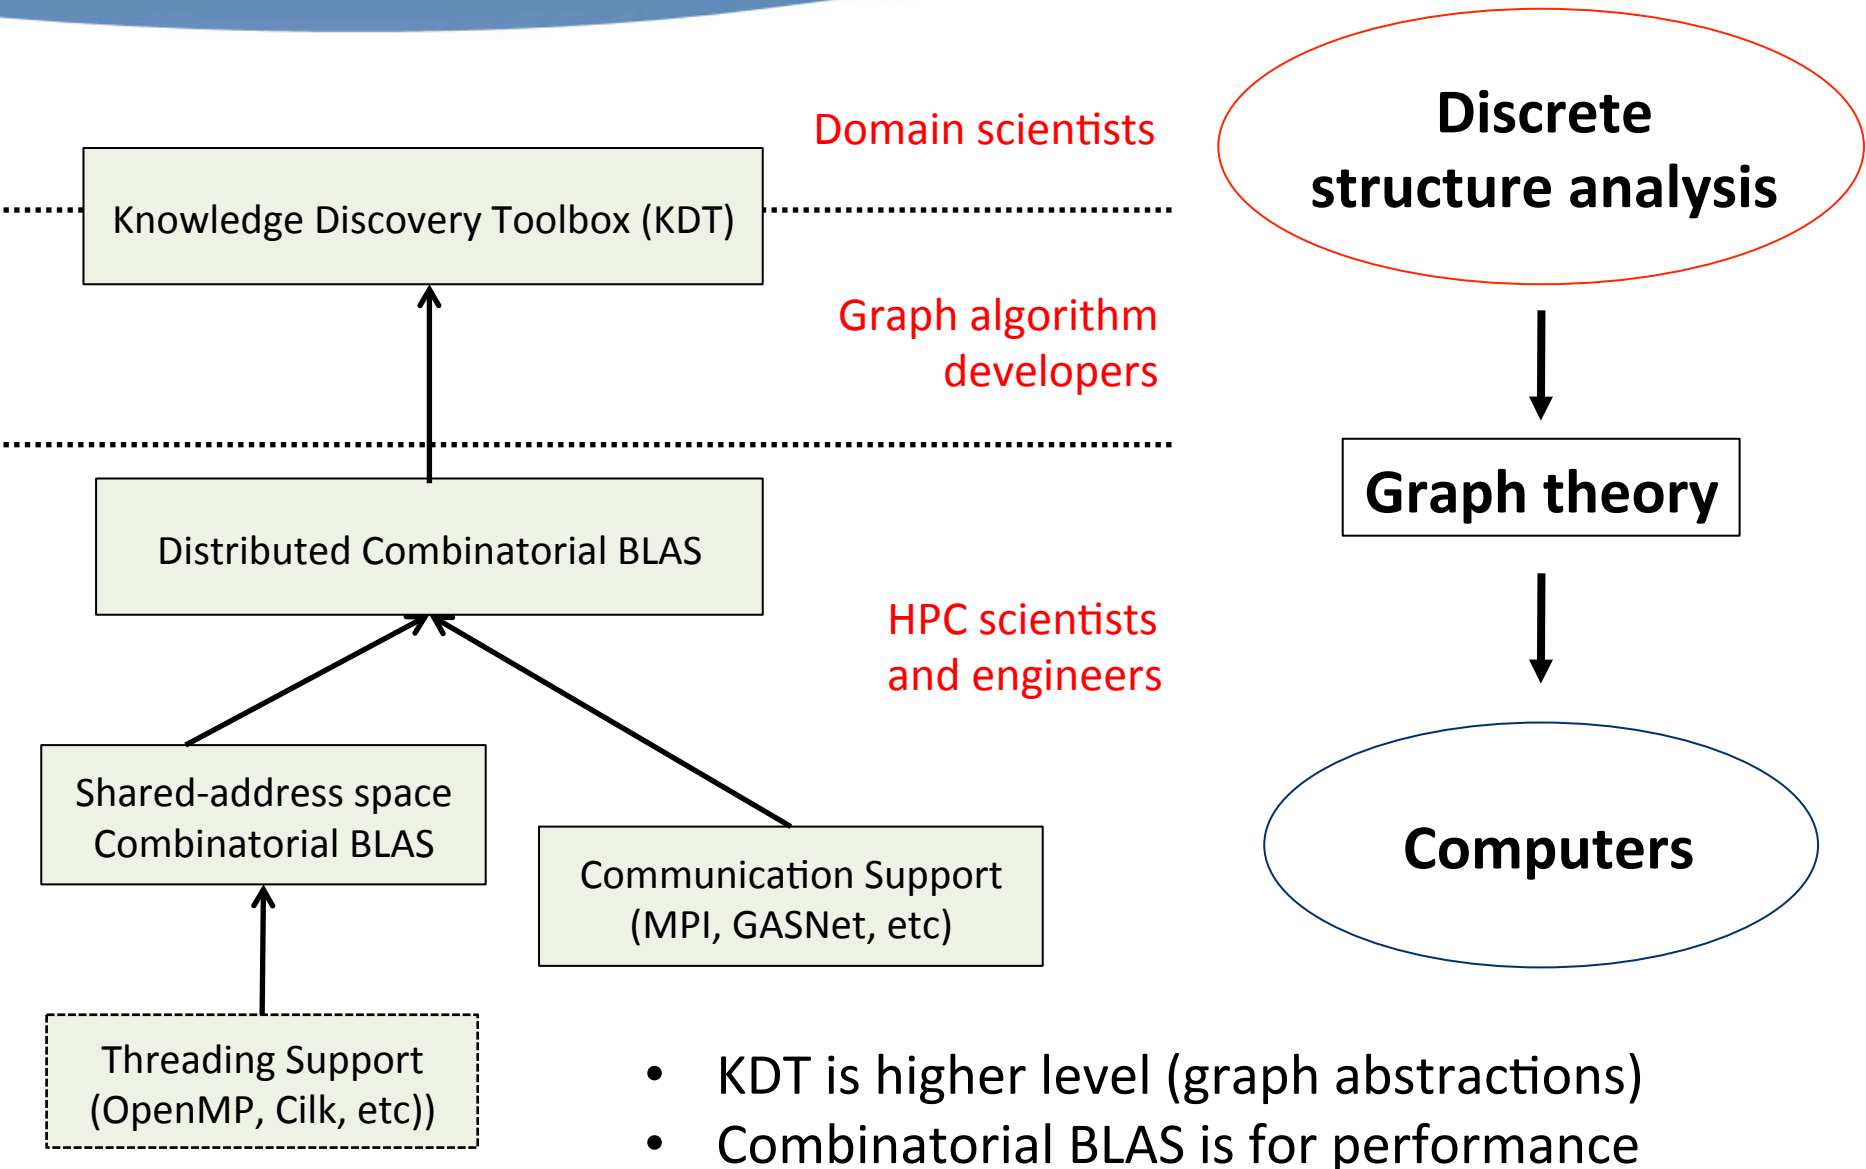 Domain scientists
Knowledge Discovery Toolbox (KDT)
Graph algorithm
developers
Distributed Combinatorial BLAS
HPC scientists
and engineers
Shared-address space
Combinatorial BLAS
Communication Support
(MPI, GASNet, etc)
Threading Support
(OpenMP, Cilk, etc))
Discrete
structure analysis
Graph theory
Computers
• KDT is higher level (graph abstractions)
• Combinatorial BLAS is for performance